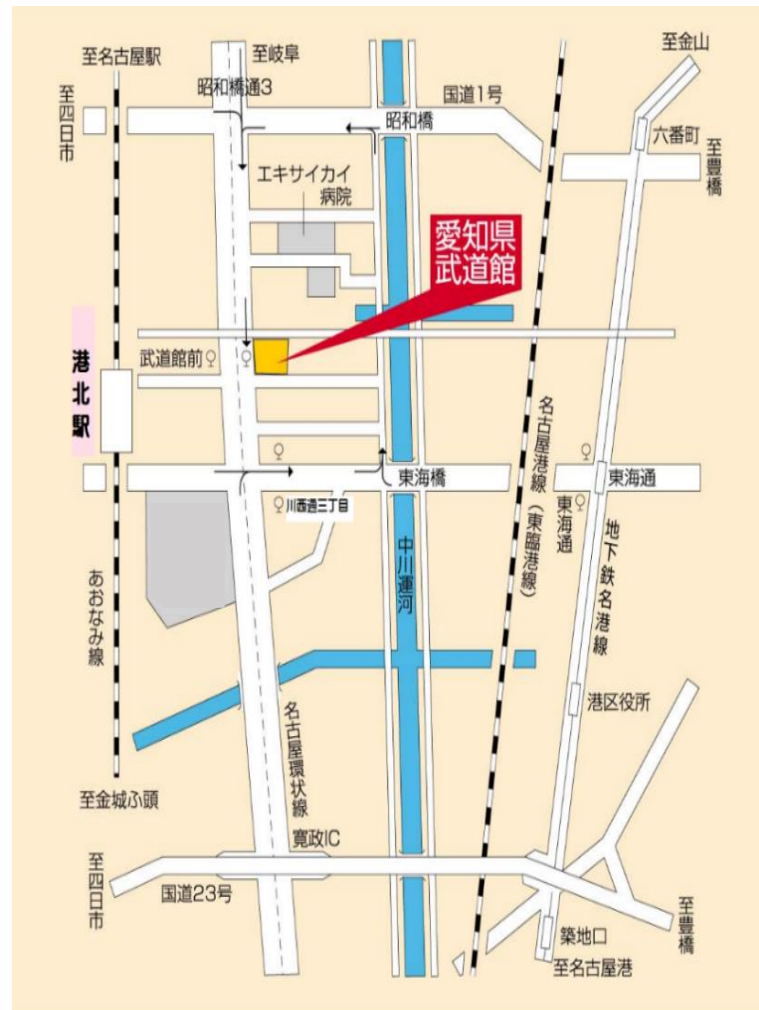 至名古屋駅
至岐阜
至金山
昭和橋通3
国道1号
至四日市
昭和橋
六番町
至豊橋
エキサイカイ
病院
愛知県
武道館
武道館前
港北駅
名古屋港線(東臨港線)
東海橋
東海通
東海通
川西通三丁目
地下鉄名港線
中川運河
あおなみ線
港区役所
名古屋環状線
至金城ふ頭
寛政IC
至四日市
国道23号
至豊橋
築地口
至名古屋港